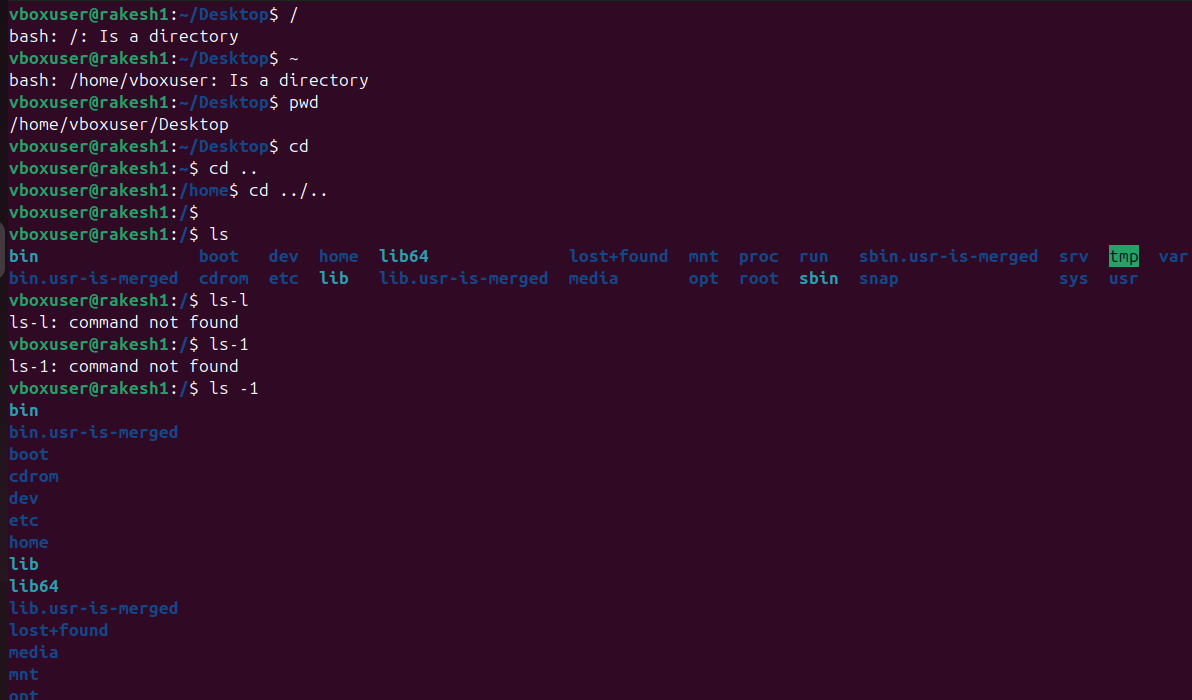 vboxuser@rakesh1:~/Desktop$ /
bash: /: Is a directory
vboxuser@rakesh1:~/Desktop$ ~
bash: /home/vboxuser: Is a directory
vboxuser@rakesh1:~/Desktop$ pwd
/home/vboxuser/Desktop
vboxuser@rakesh1:~/Desktop$ cd
vboxuser@rakesh1:~$ cd ..
vboxuser@rakesh1:/home$ cd ../..
vboxuser@rakesh1:/$
vboxuser@rakesh1:/$ ls
bin boot dev home lib64 lost+found mnt proc run sbin.usr-is-merged srv tmp var
bin.usr-is-merged cdrom etc lib lib.usr-is-merged media opt root sbin snap sys usr
vboxuser@rakesh1:/$ ls-l
ls-l: command not found
vboxuser@rakesh1:/$ ls-1
ls-1: command not found
vboxuser@rakesh1:/$ ls -1
bin
bin.usr-is-merged
boot
cdrom
dev
etc
home
lib
lib64
lib.usr-is-merged
lost+found
media
mnt
opt